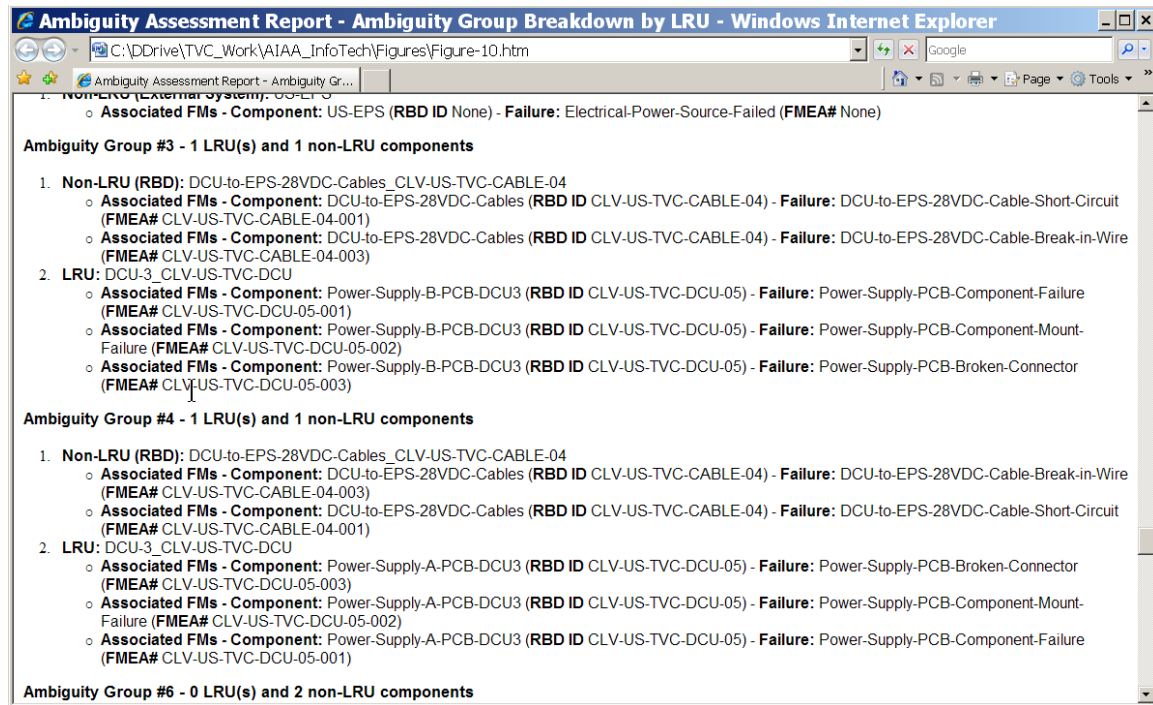 Ambiguity Assessment Report - Ambiguity Group Breakdown by LRU - Windows Internet Explorer
C:\DDrive\TVC_Work\AIAA_InfoTech\Figures\Figure-10.htm
Google
Ambiguity Assessment Report - Ambiguity Gr...
Page
Tools
»
1. Non-LRU (External System): US-EPS
○ Associated FMs - Component: US-EPS (RBD ID None) - Failure: Electrical-Power-Source-Failed (FMEA# None)
Ambiguity Group #3 - 1 LRU(s) and 1 non-LRU components
1. Non-LRU (RBD): DCU-to-EPS-28VDC-Cables_CLV-US-TVC-CABLE-04
○ Associated FMs - Component: DCU-to-EPS-28VDC-Cables (RBD ID CLV-US-TVC-CABLE-04) - Failure: DCU-to-EPS-28VDC-Cable-Short-Circuit
(FMEA# CLV-US-TVC-CABLE-04-001)
○ Associated FMs - Component: DCU-to-EPS-28VDC-Cables (RBD ID CLV-US-TVC-CABLE-04) - Failure: DCU-to-EPS-28VDC-Cable-Break-in-Wire
(FMEA# CLV-US-TVC-CABLE-04-003)
2. LRU: DCU-3_CLV-US-TVC-DCU
○ Associated FMs - Component: Power-Supply-B-PCB-DCU3 (RBD ID CLV-US-TVC-DCU-05) - Failure: Power-Supply-PCB-Component-Failure
(FMEA# CLV-US-TVC-DCU-05-001)
○ Associated FMs - Component: Power-Supply-B-PCB-DCU3 (RBD ID CLV-US-TVC-DCU-05) - Failure: Power-Supply-PCB-Component-Mount-
Failure (FMEA# CLV-US-TVC-DCU-05-002)
○ Associated FMs - Component: Power-Supply-B-PCB-DCU3 (RBD ID CLV-US-TVC-DCU-05) - Failure: Power-Supply-PCB-Broken-Connector
(FMEA# CLV-US-TVC-DCU-05-003)
Ambiguity Group #4 - 1 LRU(s) and 1 non-LRU components
1. Non-LRU (RBD): DCU-to-EPS-28VDC-Cables_CLV-US-TVC-CABLE-04
○ Associated FMs - Component: DCU-to-EPS-28VDC-Cables (RBD ID CLV-US-TVC-CABLE-04) - Failure: DCU-to-EPS-28VDC-Cable-Break-in-Wire
(FMEA# CLV-US-TVC-CABLE-04-003)
○ Associated FMs - Component: DCU-to-EPS-28VDC-Cables (RBD ID CLV-US-TVC-CABLE-04) - Failure: DCU-to-EPS-28VDC-Cable-Short-Circuit
(FMEA# CLV-US-TVC-CABLE-04-001)
2. LRU: DCU-3_CLV-US-TVC-DCU
○ Associated FMs - Component: Power-Supply-A-PCB-DCU3 (RBD ID CLV-US-TVC-DCU-05) - Failure: Power-Supply-PCB-Broken-Connector
(FMEA# CLV-US-TVC-DCU-05-003)
○ Associated FMs - Component: Power-Supply-A-PCB-DCU3 (RBD ID CLV-US-TVC-DCU-05) - Failure: Power-Supply-PCB-Component-Mount-
Failure (FMEA# CLV-US-TVC-DCU-05-002)
○ Associated FMs - Component: Power-Supply-A-PCB-DCU3 (RBD ID CLV-US-TVC-DCU-05) - Failure: Power-Supply-PCB-Component-Failure
(FMEA# CLV-US-TVC-DCU-05-001)
Ambiguity Group #6 - 0 LRU(s) and 2 non-LRU components